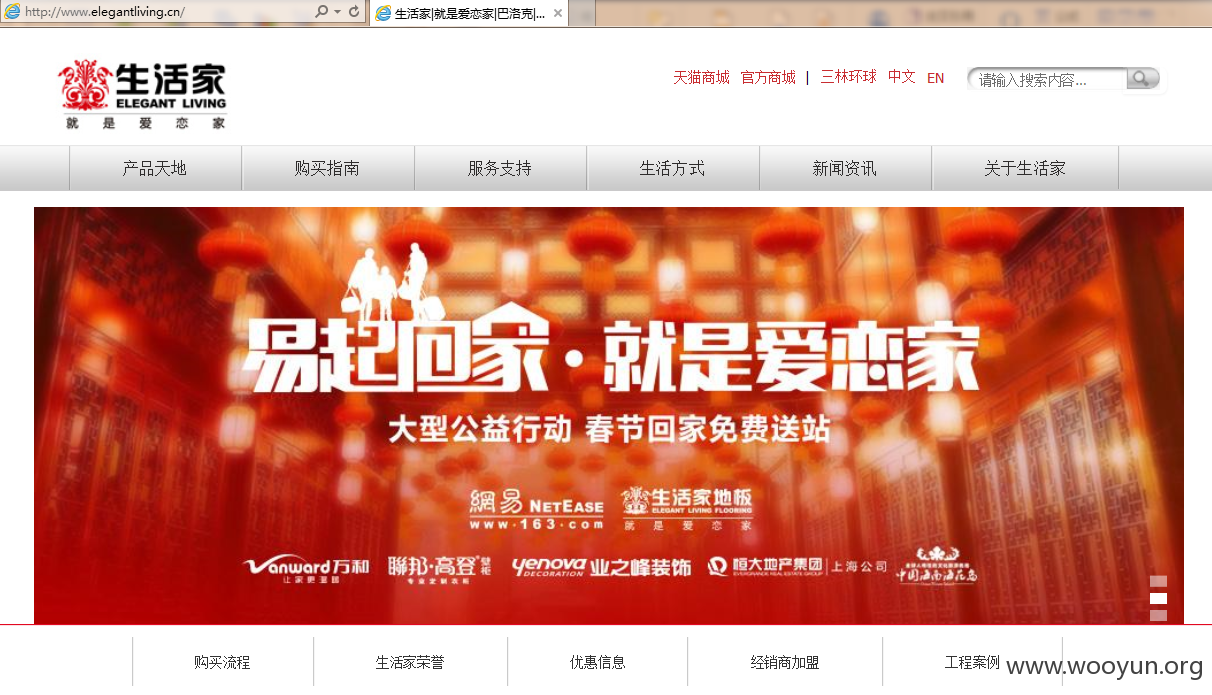 http://www.elegantliving.cn/
生活家|就是爱恋家|巴洛克|...
生活家
ELEGANT LIVING
就 是 爱 恋 家
天猫商城 官方商城 | 三林环球 中文 EN
请输入搜索内容...
产品天地 购买指南 服务支持 生活方式 新闻资讯 关于生活家
易起回家·就是爱恋家
大型公益行动 春节回家免费送站
網易 NETEASE
www.163.com
生活家地板
ELEGANT LIVING FLOORING
就 是 爱 恋 家
Vanward万和
让家更温暖
聯邦·高登®壁柜
专业定制衣柜
yenova DECORATION 业之峰装饰
恒大地产集团 | 上海公司
EVERGRANDE REAL ESTATE GROUP
中国海南海花岛
购买流程 生活家荣誉 优惠信息 经销商加盟 工程案例
www.wooyun.org